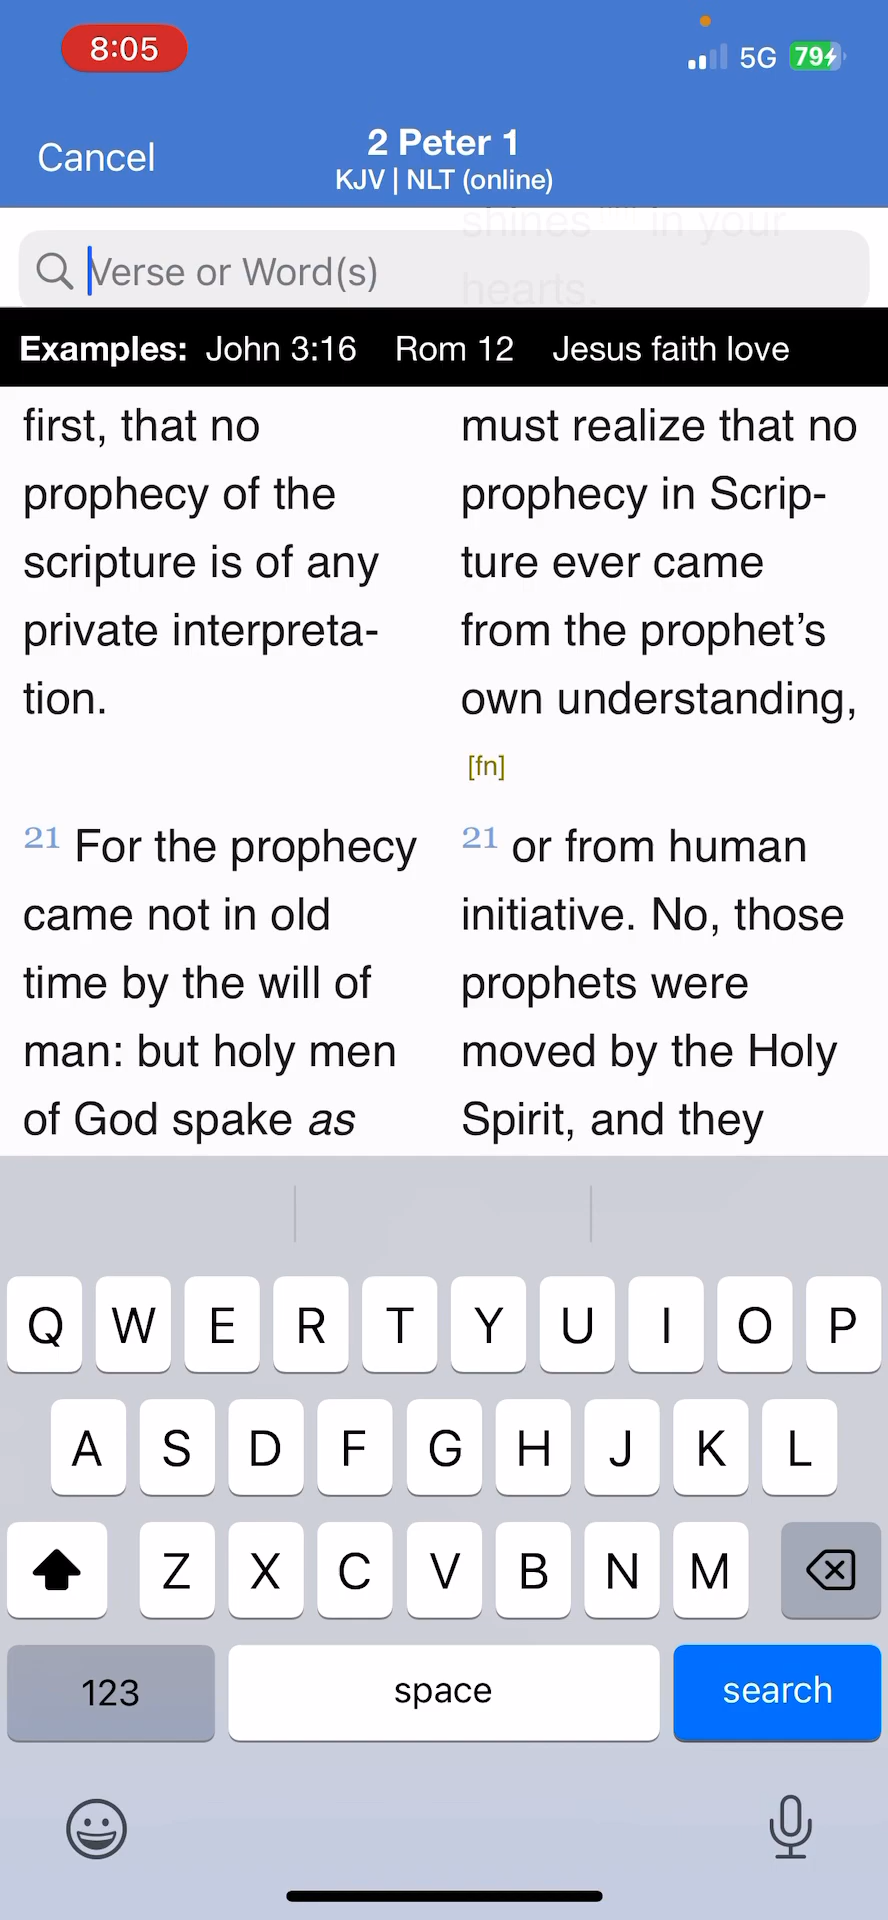 8:05
5G 79
Cancel
2 Peter 1
KJV | NLT (online)
shines in your
Verse or Word(s)
hearts.
Examples: John 3:16 Rom 12 Jesus faith love
first, that no
prophecy of the
scripture is of any
private interpreta-
tion.
21 For the prophecy
came not in old
time by the will of
man: but holy men
of God spake as
must realize that no
prophecy in Scrip-
ture ever came
from the prophet’s
own understanding,
[fn]
21 or from human
initiative. No, those
prophets were
moved by the Holy
Spirit, and they
Q W E R T Y U I O P
A S D F G H J K L
Z X C V B N M
123 space search